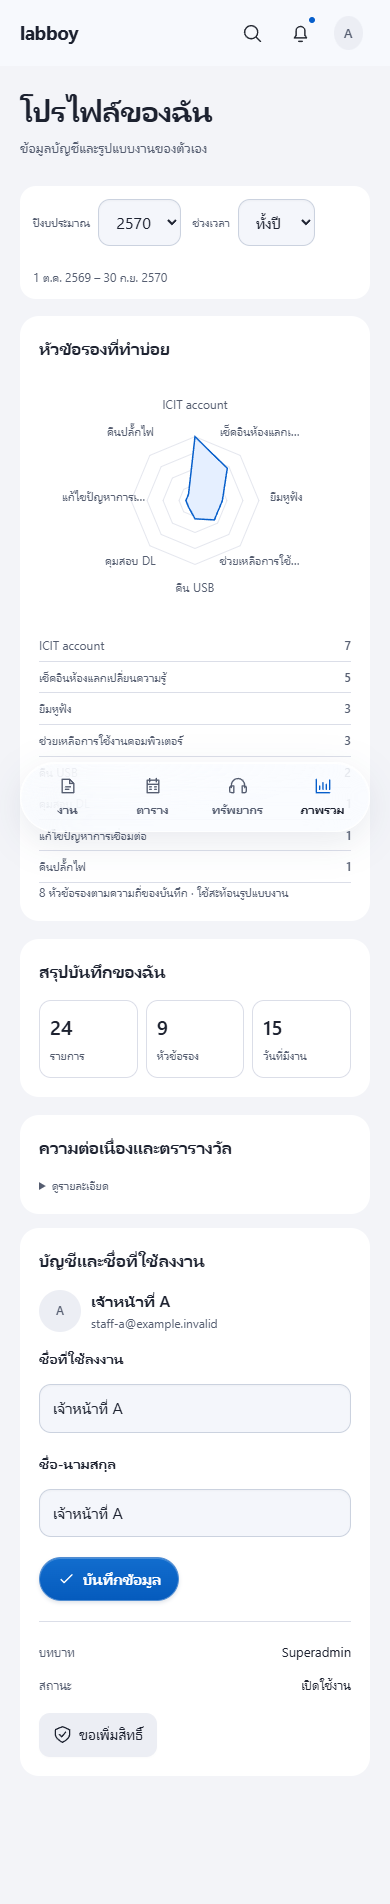 labboy
A
โปรไฟล์ของฉัน
ข้อมูลบัญชีและรูปแบบงานของตัวเอง
ปีงบประมาณ 2570 ช่วงเวลา ทั้งปี
1 ต.ค. 2569 – 30 ก.ย. 2570
หัวข้อรองที่ทำบ่อย
ICIT account
คืนปลั๊กไฟ เช็คอินห้องแลกเ...
แก้ไขปัญหาการเ... ยืมหูฟัง
คุมสอบ DL ช่วยเหลือการใช้...
คืน USB
ICIT account 7
เช็คอินห้องแลกเปลี่ยนความรู้ 5
ยืมหูฟัง 3
ช่วยเหลือการใช้งานคอมพิวเตอร์ 3
คืน USB 2
งาน ตาราง ทรัพยากร ภาพรวม
แก้ไขปัญหาการเชื่อมต่อ 1
คืนปลั๊กไฟ 1
8 หัวข้อรองตามความถี่ของบันทึก · ใช้สะท้อนรูปแบบงาน
สรุปบันทึกของฉัน
24 9 15
รายการ หัวข้อรอง วันที่มีงาน
ความต่อเนื่องและตรารางวัล
ดูรายละเอียด
บัญชีและชื่อที่ใช้ลงงาน
A
เจ้าหน้าที่ A
staff-a@example.invalid
ชื่อที่ใช้ลงงาน
เจ้าหน้าที่ A
ชื่อ-นามสกุล
เจ้าหน้าที่ A
บันทึกข้อมูล
บทบาท Superadmin
สถานะ เปิดใช้งาน
ขอเพิ่มสิทธิ์